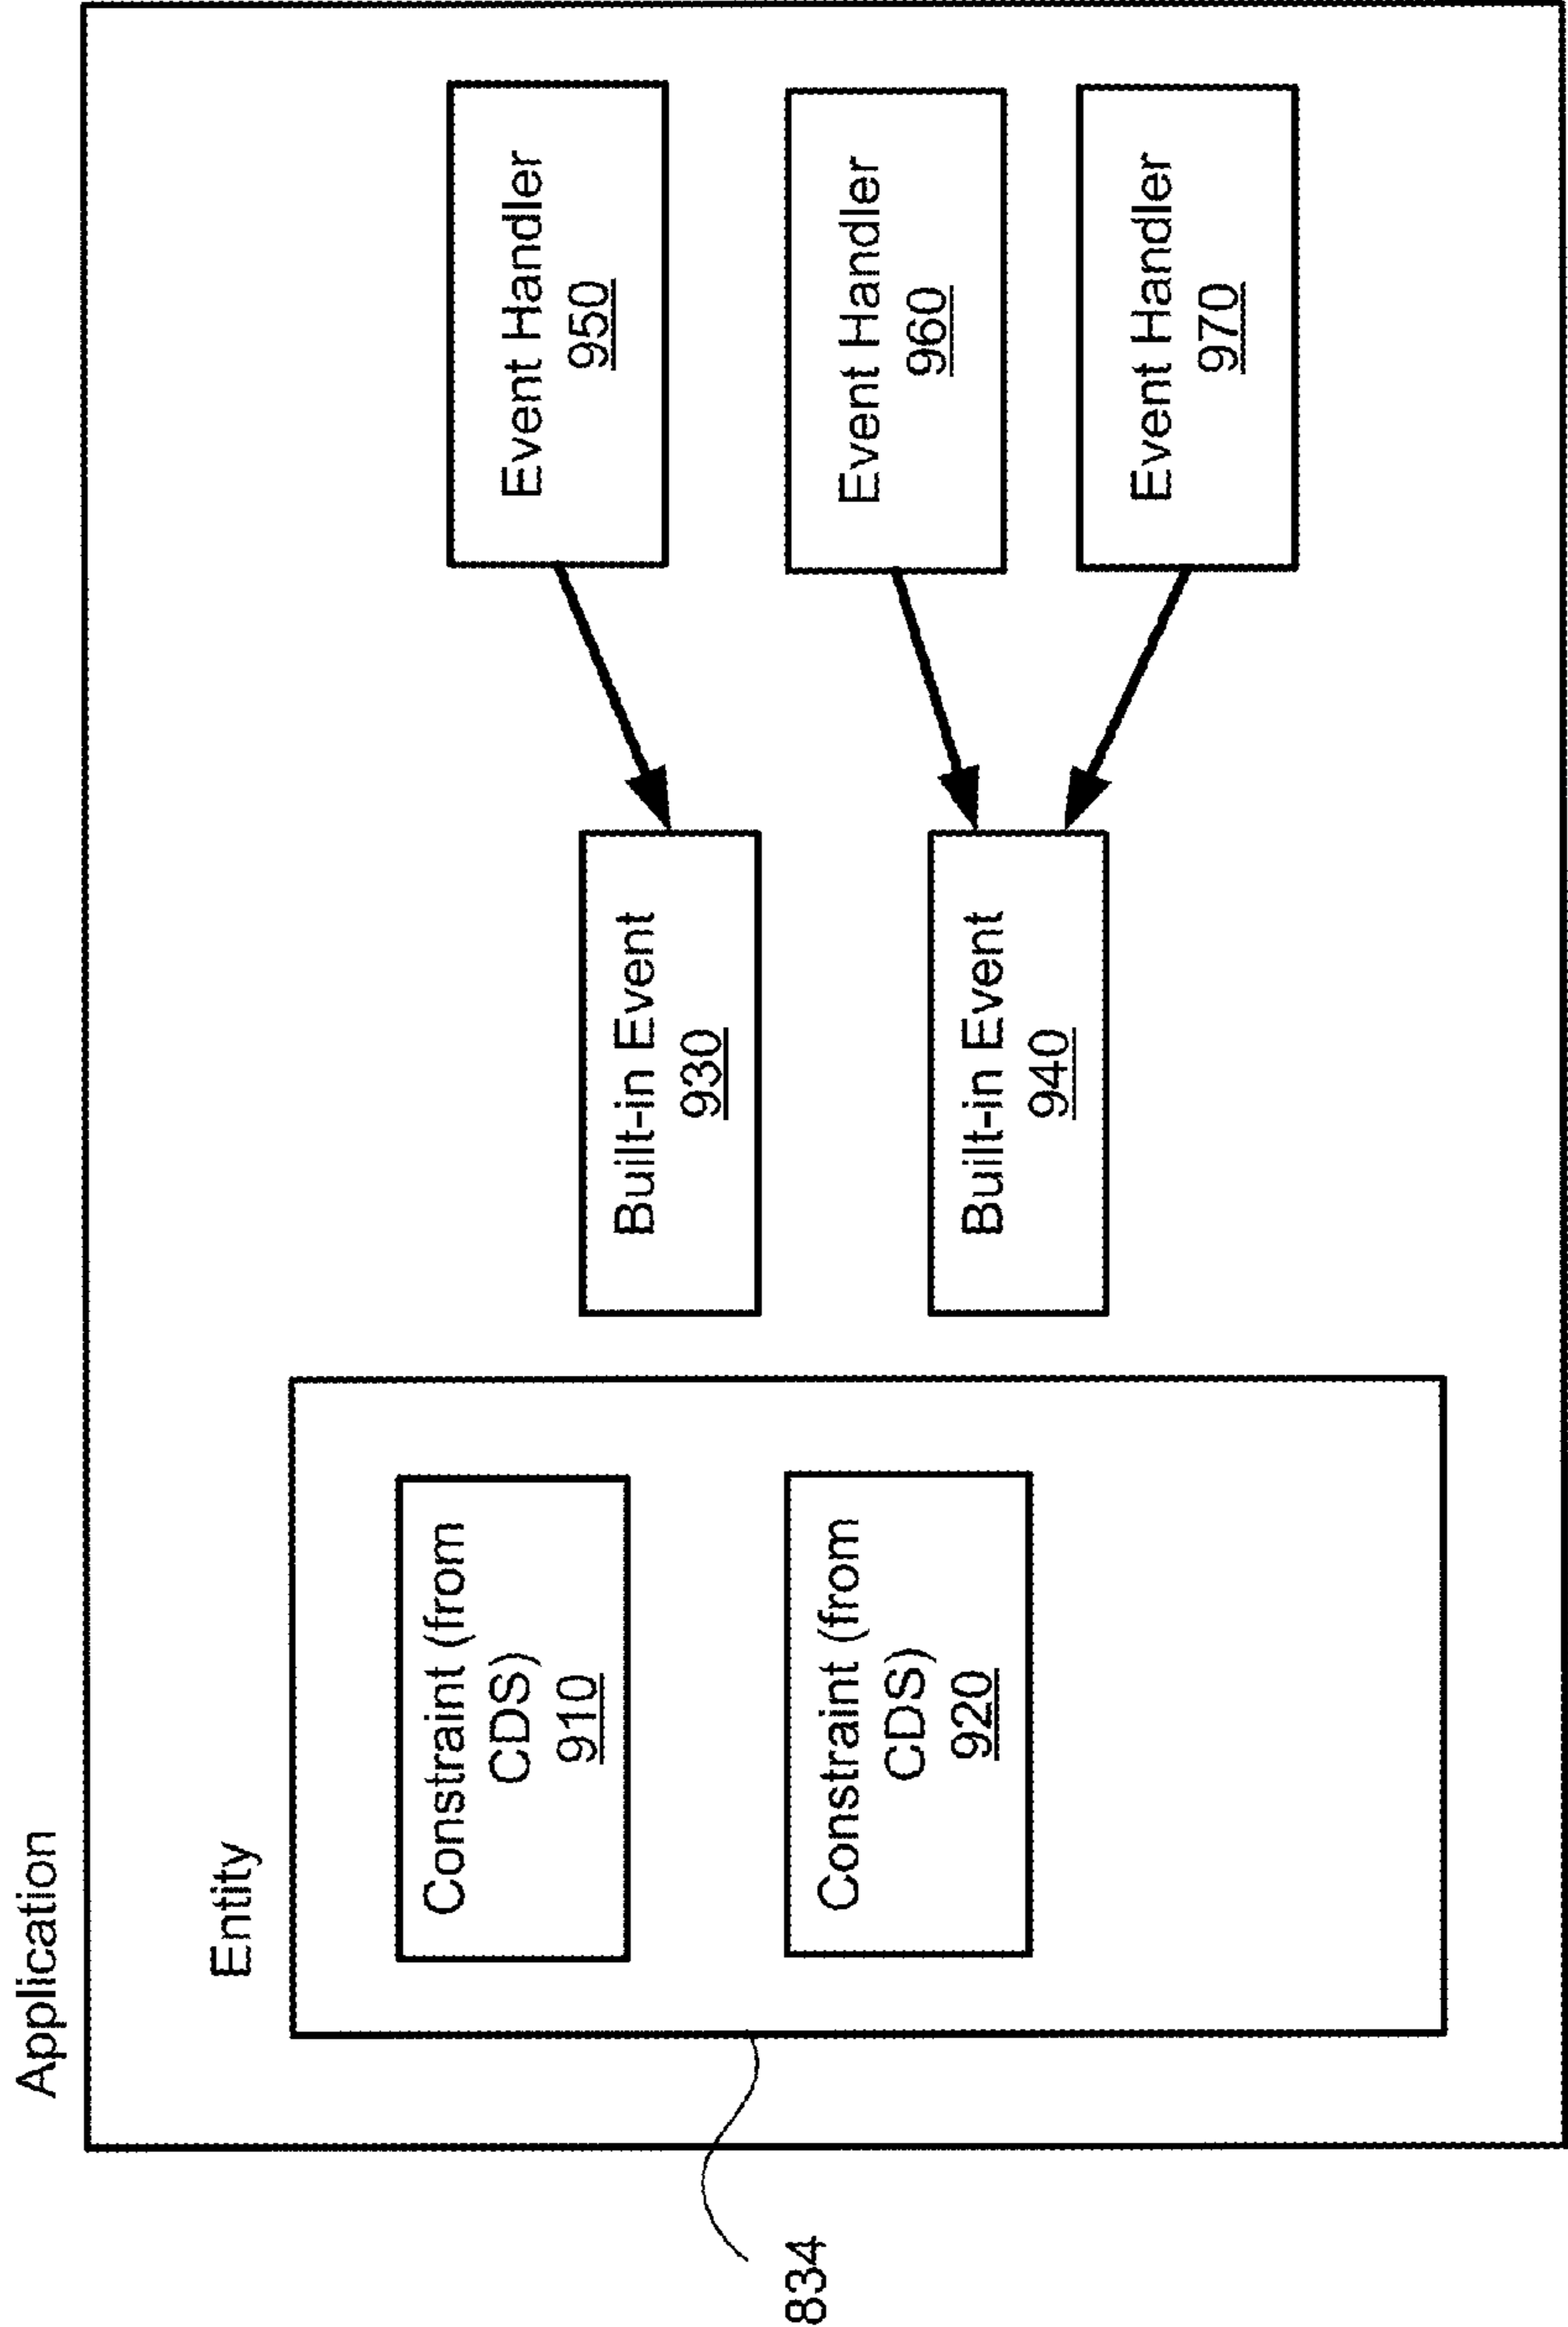 Application
Entity
Constraint (from
CDS)
910
Constraint (from
CDS)
920
Built-in Event
930
Built-in Event
940
Event Handler
950
Event Handler
960
Event Handler
970
834